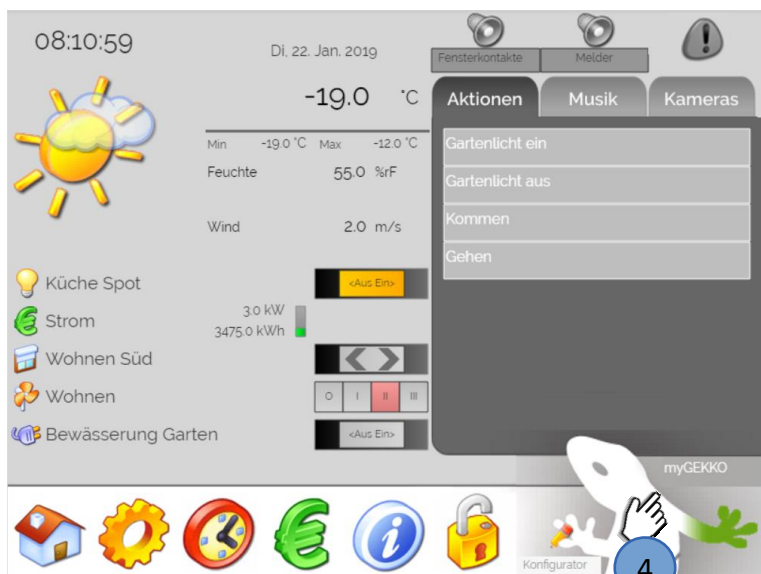 08:10:59
Di, 22. Jan. 2019
Fensterkontakte
Melder
-19.0 °C
Aktionen
Musik
Kameras
Min -19.0 °C Max -12.0 °C
Feuchte 55.0 %rF
Wind 2.0 m/s
Gartenlicht ein
Gartenlicht aus
Kommen
Gehen
Küche Spot
<Aus Ein>
Strom
3.0 kW
3475.0 kWh
Wohnen Süd
Wohnen
O I II III
Bewässerung Garten
<Aus Ein>
myGEKKO
Konfigurator
4